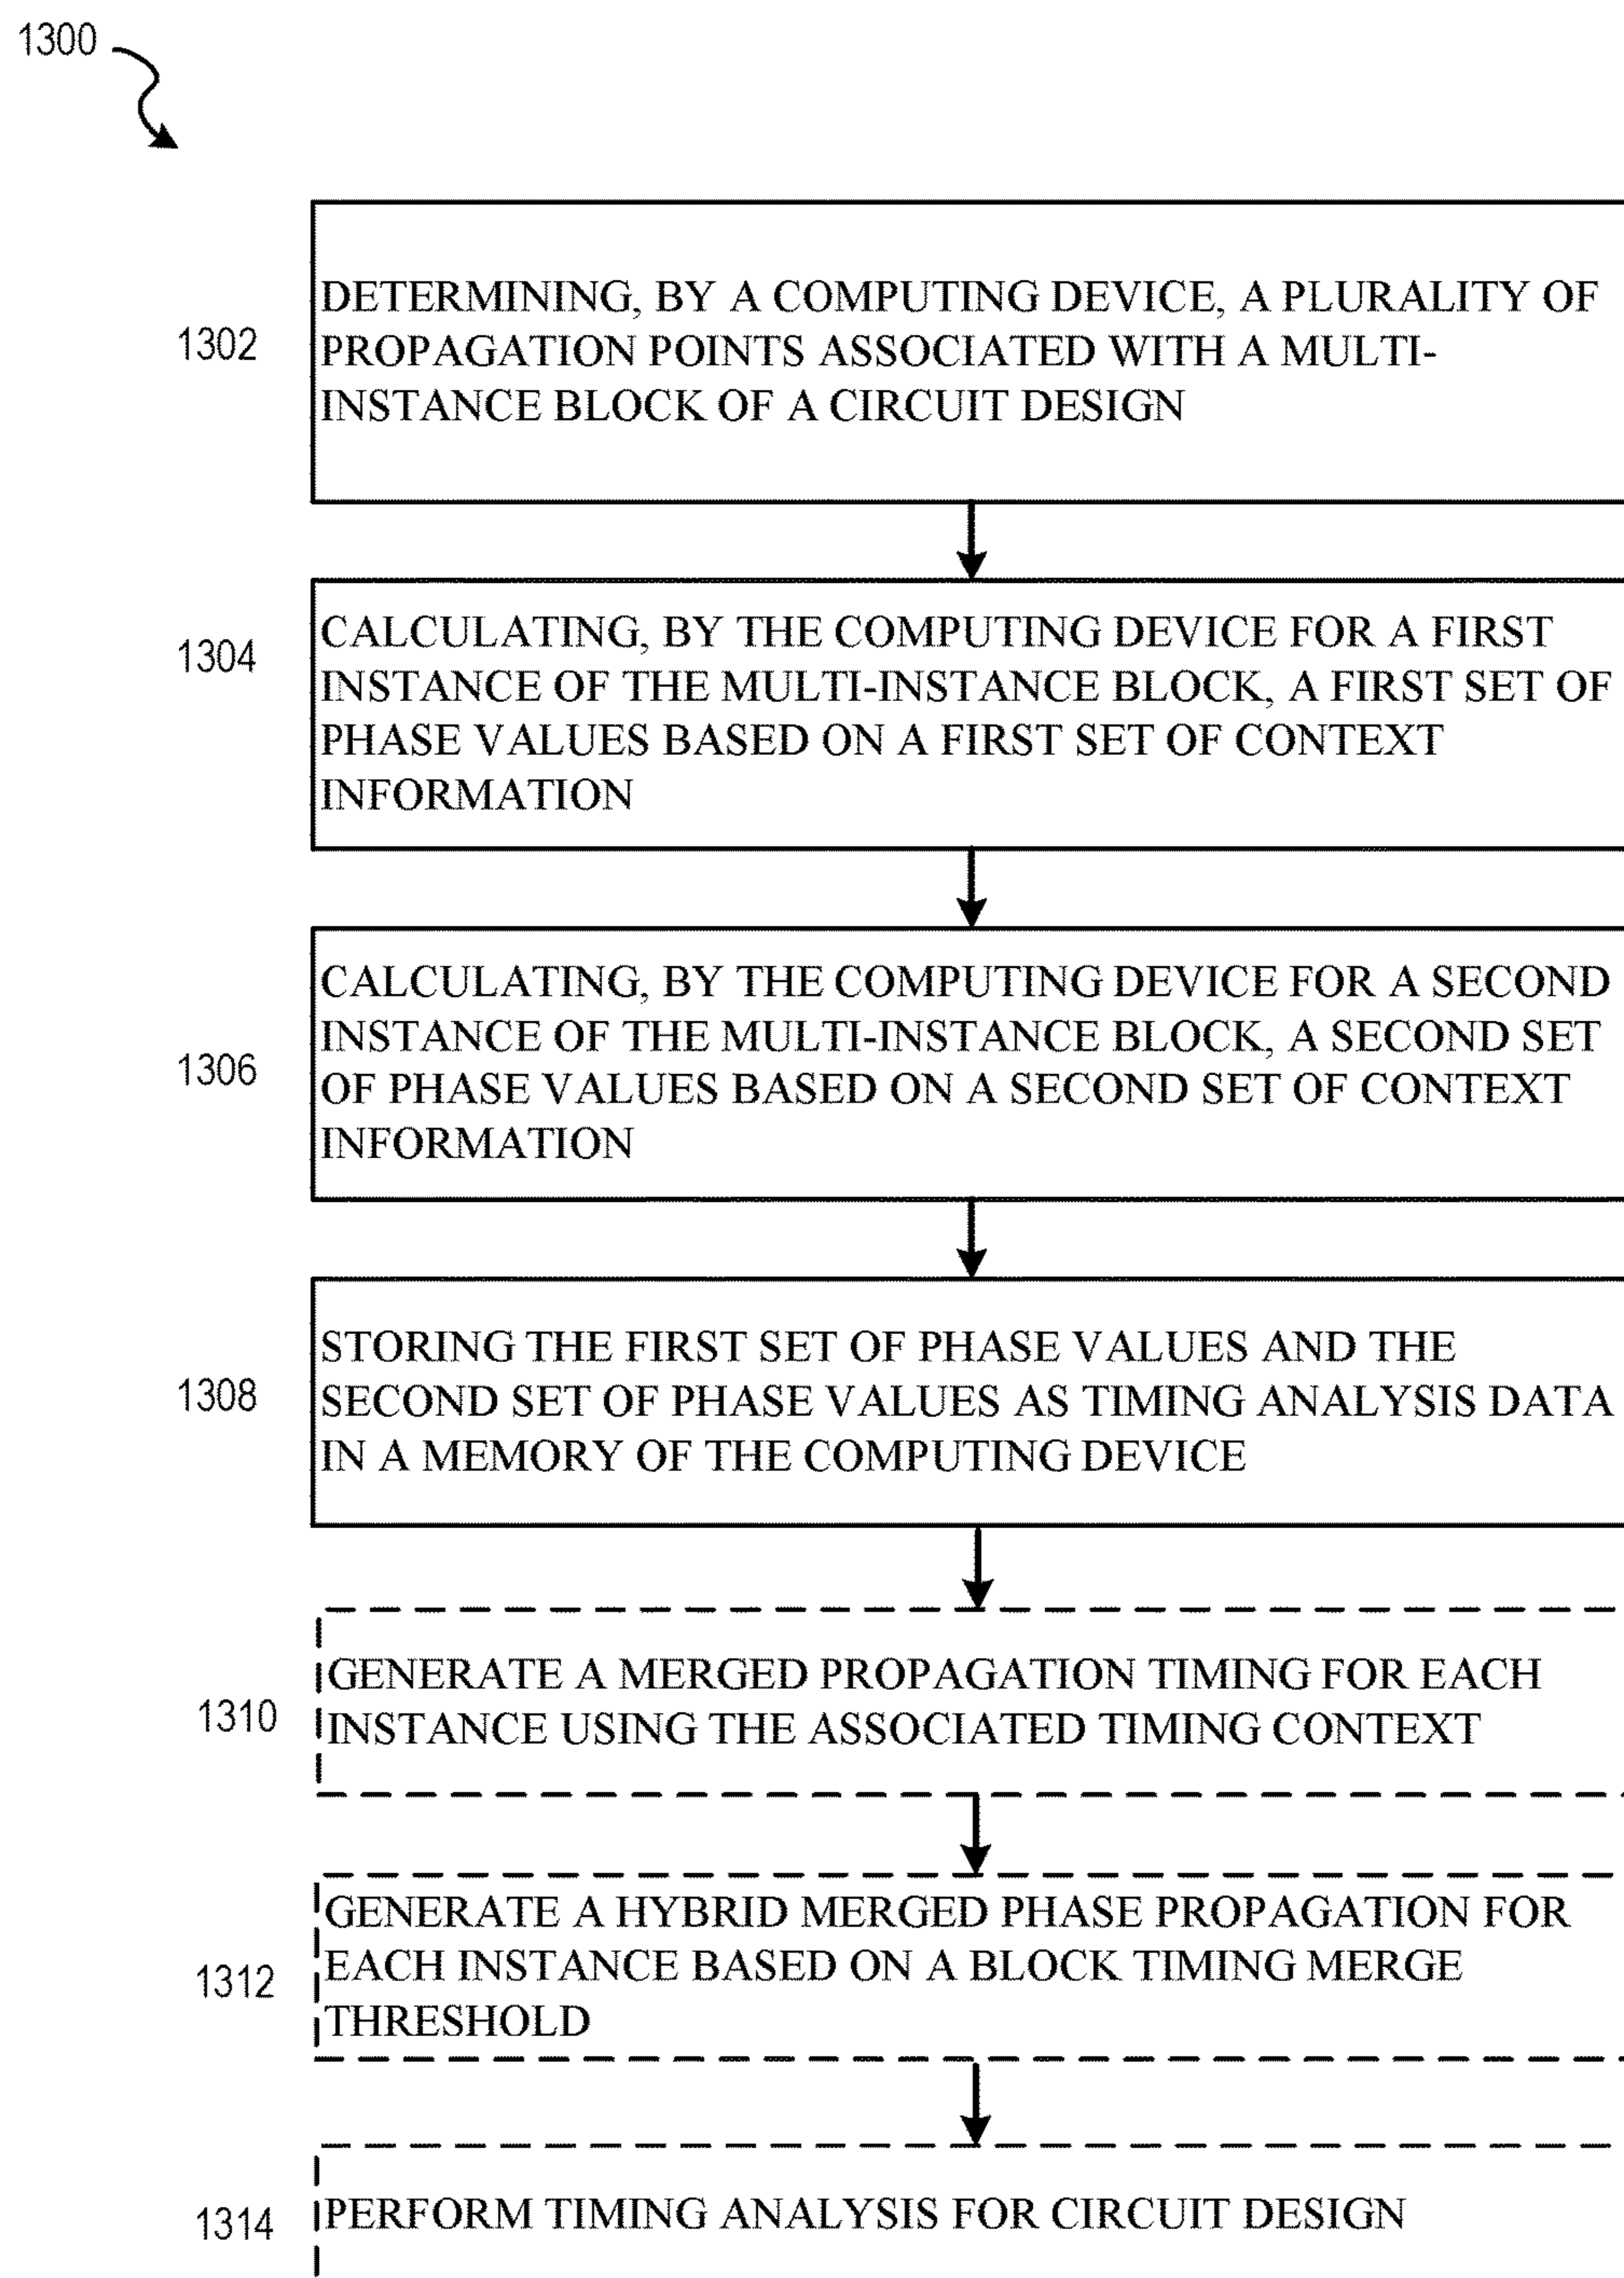 1300
1302
DETERMINING, BY A COMPUTING DEVICE, A PLURALITY OF
PROPAGATION POINTS ASSOCIATED WITH A MULTI-
INSTANCE BLOCK OF A CIRCUIT DESIGN
1304
CALCULATING, BY THE COMPUTING DEVICE FOR A FIRST
INSTANCE OF THE MULTI-INSTANCE BLOCK, A FIRST SET OF
PHASE VALUES BASED ON A FIRST SET OF CONTEXT
INFORMATION
1306
CALCULATING, BY THE COMPUTING DEVICE FOR A SECOND
INSTANCE OF THE MULTI-INSTANCE BLOCK, A SECOND SET
OF PHASE VALUES BASED ON A SECOND SET OF CONTEXT
INFORMATION
1308
STORING THE FIRST SET OF PHASE VALUES AND THE
SECOND SET OF PHASE VALUES AS TIMING ANALYSIS DATA
IN A MEMORY OF THE COMPUTING DEVICE
1310
GENERATE A MERGED PROPAGATION TIMING FOR EACH
INSTANCE USING THE ASSOCIATED TIMING CONTEXT
1312
GENERATE A HYBRID MERGED PHASE PROPAGATION FOR
EACH INSTANCE BASED ON A BLOCK TIMING MERGE
THRESHOLD
1314
PERFORM TIMING ANALYSIS FOR CIRCUIT DESIGN